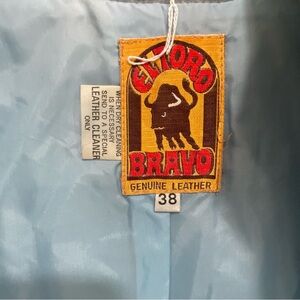 EL TORO
BRAVO
GENUINE LEATHER
38
WHEN DRY CLEANING
IS NECESSARY
SEND TO A SPECIAL
LEATHER CLEANER
ONLY